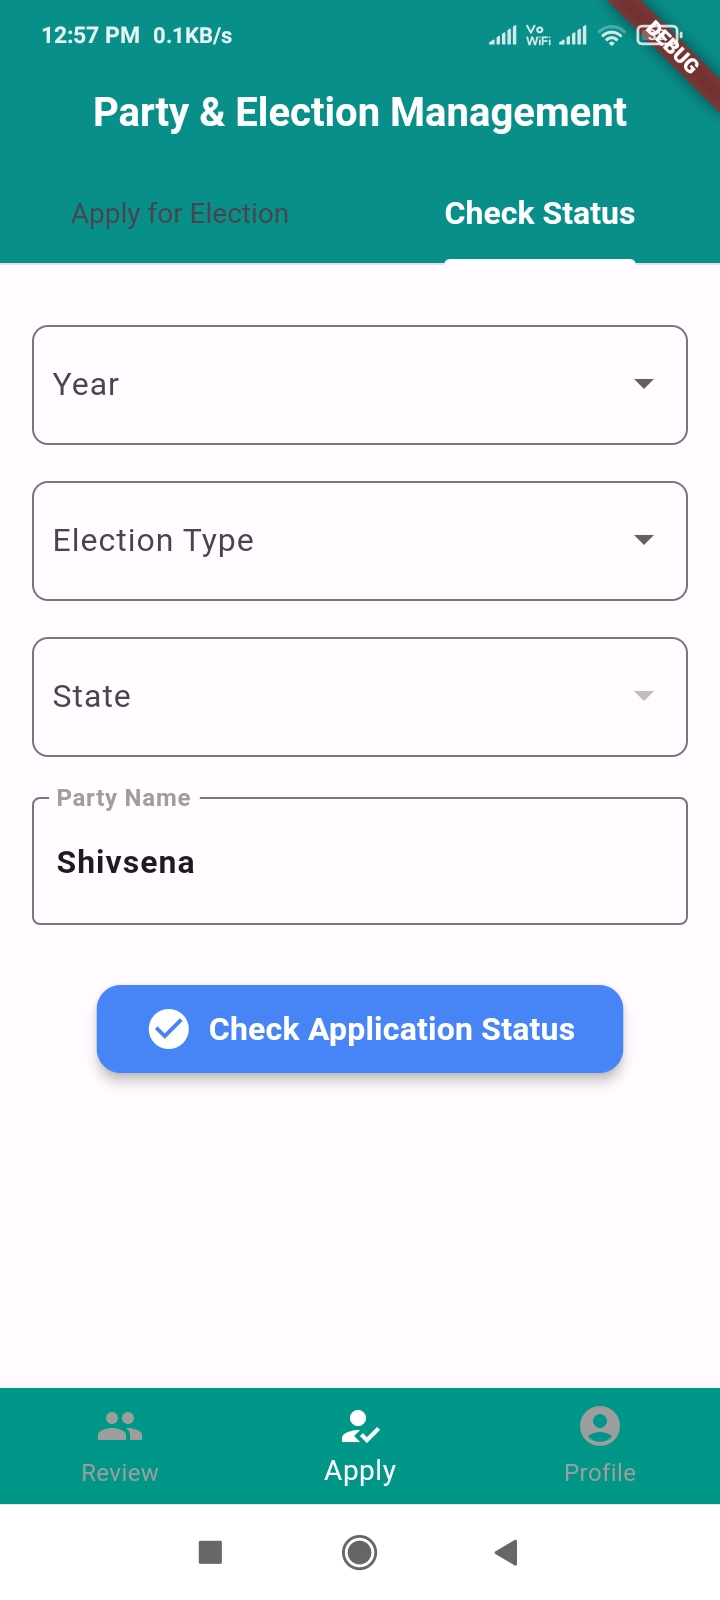 12:57 PM 0.1KB/s
Vo
WiFi
DEBUG
Party & Election Management
Apply for Election
Check Status
Year
Election Type
State
Party Name
Shivsena
Check Application Status
Review
Apply
Profile